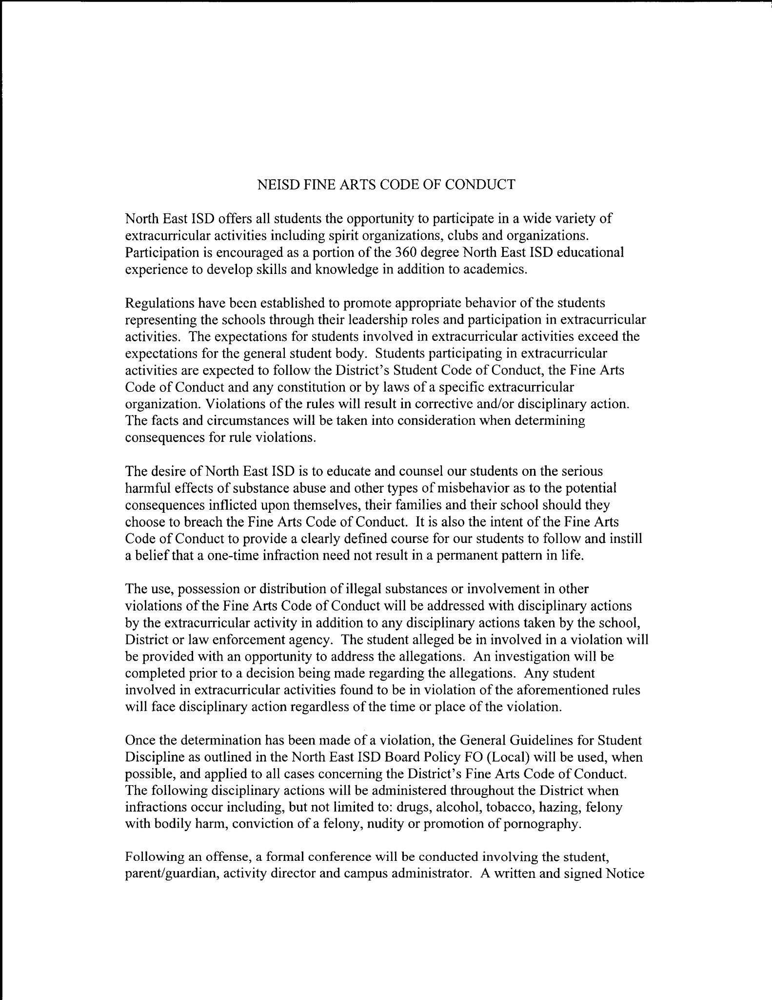 NEISD FINE ARTS CODE OF CONDUCT
North East ISD offers all students the opportunity to participate in a wide variety of
extracurricular activities including spirit organizations, clubs and organizations.
Participation is encouraged as a portion of the 360 degree North East ISD educational
experience to develop skills and knowledge in addition to academics.
Regulations have been established to promote appropriate behavior of the students
representing the schools through their leadership roles and participation in extracurricular
activities. The expectations for students involved in extracurricular activities exceed the
expectations for the general student body. Students participating in extracurricular
activities are expected to follow the District's Student Code of Conduct, the Fine Arts
Code of Conduct and any constitution or by laws of a specific extracurricular
organization. Violations of the rules will result in corrective and/or disciplinary action.
The facts and circumstances will be taken into consideration when determining
consequences for rule violations.
The desire of North East ISD is to educate and counsel our students on the serious
harmful effects of substance abuse and other types of misbehavior as to the potential
consequences inflicted upon themselves, their families and their school should they
choose to breach the Fine Arts Code of Conduct. It is also the intent of the Fine Arts
Code of Conduct to provide a clearly defined course for our students to follow and instill
a belief that a one-time infraction need not result in a permanent pattern in life.
The use, possession or distribution of illegal substances or involvement in other
violations of the Fine Arts Code of Conduct will be addressed with disciplinary actions
by the extracurricular activity in addition to any disciplinary actions taken by the school,
District or law enforcement agency. The student alleged be in involved in a violation will
be provided with an opportunity to address the allegations. An investigation will be
completed prior to a decision being made regarding the allegations. Any student
involved in extracurricular activities found to be in violation of the aforementioned rules
will face disciplinary action regardless of the time or place of the violation.
Once the determination has been made of a violation, the General Guidelines for Student
Discipline as outlined in the North East ISD Board Policy FO (Local) will be used, when
possible, and applied to all cases concerning the District's Fine Arts Code of Conduct.
The following disciplinary actions will be administered throughout the District when
infractions occur including, but not limited to: drugs, alcohol, tobacco, hazing, felony
with bodily harm, conviction of a felony, nudity or promotion of pornography.
Following an offense, a formal conference will be conducted involving the student,
parent/guardian, activity director and campus administrator. A written and signed Notice